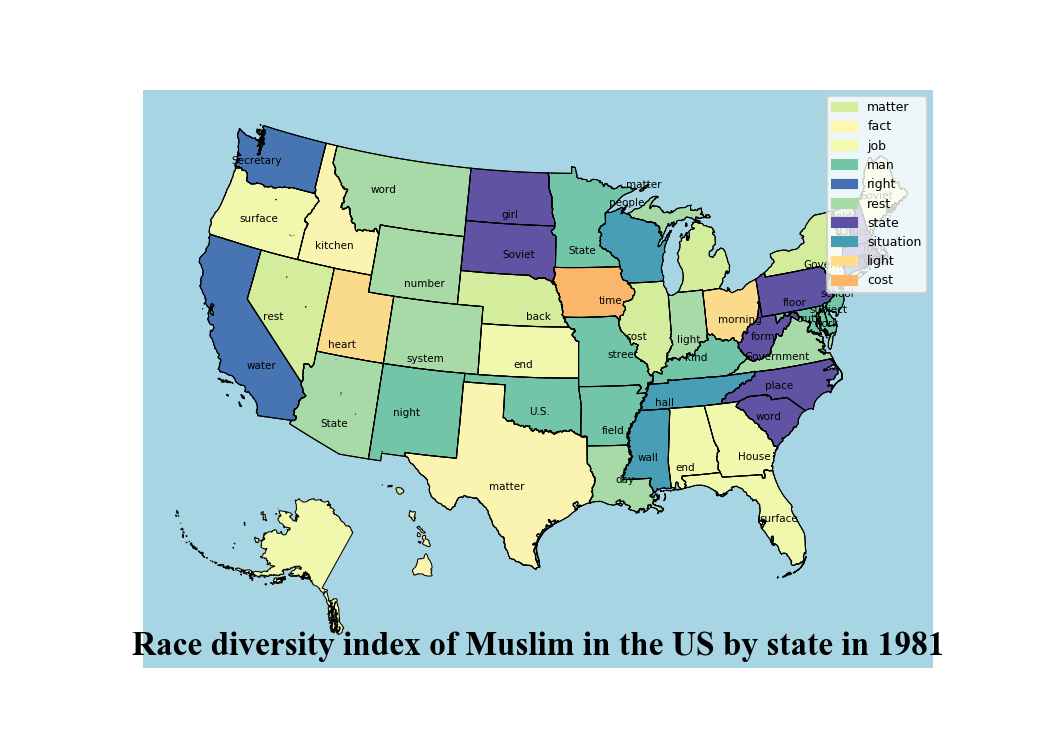 matter
fact
job
man
right
rest
state
situation
light
cost
Secretary
word
matter
people
surface
girl
kitchen
State
Soviet
number
time
floor
rest
back
morning
cost
form
heart
light
street
kind
Government
system
end
water
place
hall
night
U.S.
word
State
field
House
wall
end
day
matter
surface
Race diversity index of Muslim in the US by state in 1981